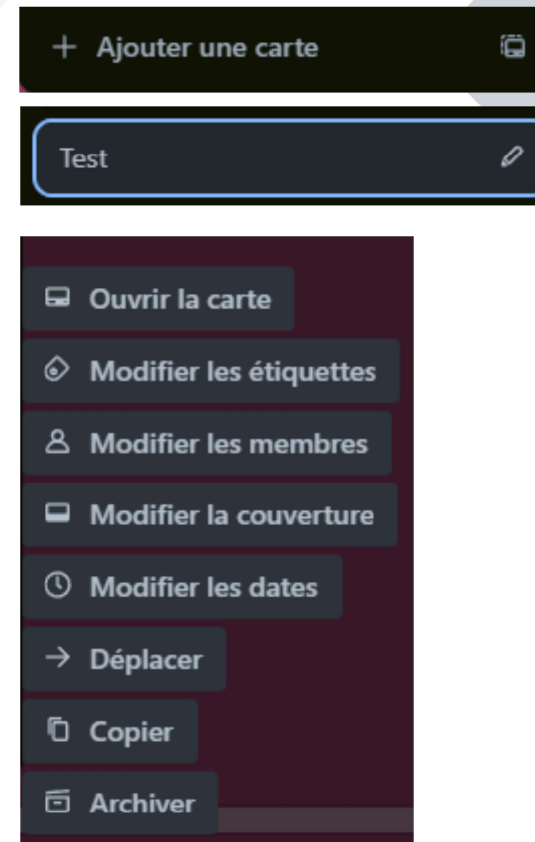 Ajouter une carte
Test
Ouvrir la carte
Modifier les étiquettes
Modifier les membres
Modifier la couverture
Modifier les dates
Déplacer
Copier
Archiver